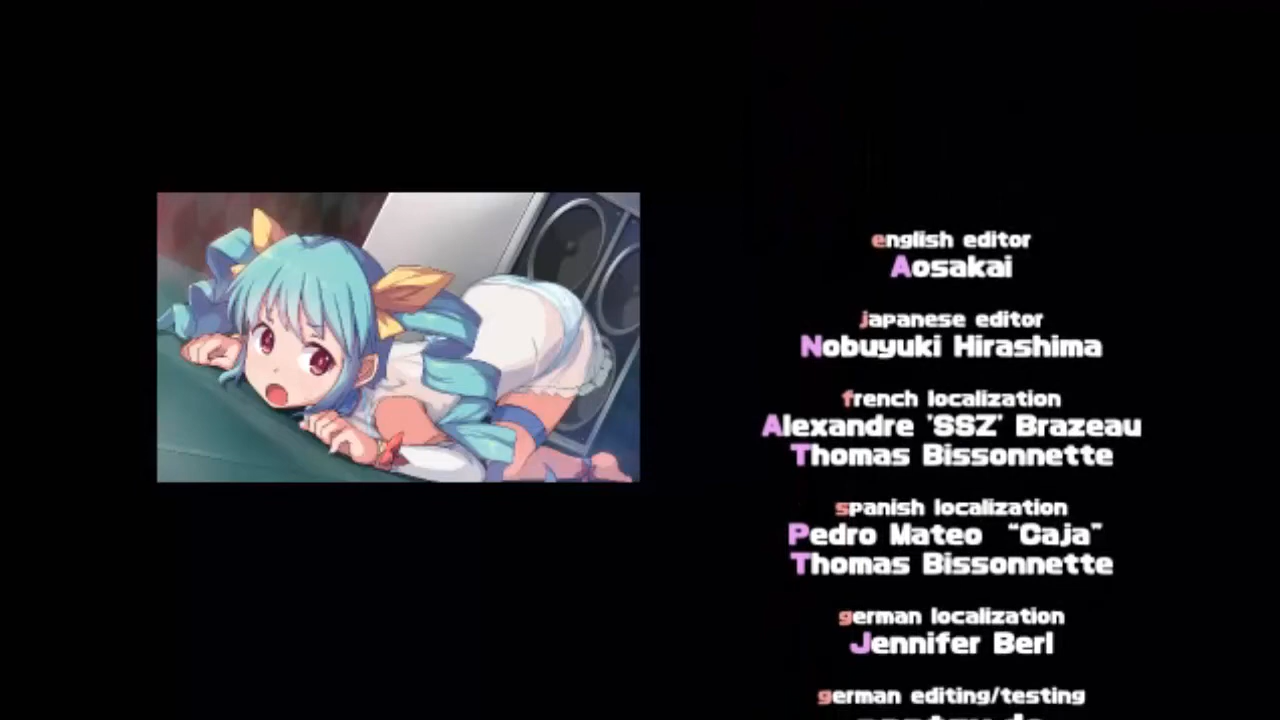 english editor
Aosakai
japanese editor
Nobuyuki Hirashima
french localization
Alexandre 'SSZ' Brazeau
Thomas Bissonnette
spanish localization
Pedro Mateo “Caja”
Thomas Bissonnette
german localization
Jennifer Berl
german editing/testing